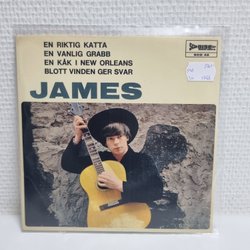 EN RIKTIG KATTA
EN VANLIG GRABB
EN KÅK I NEW ORLEANS
BLOTT VINDEN GER SVAR
JAMES